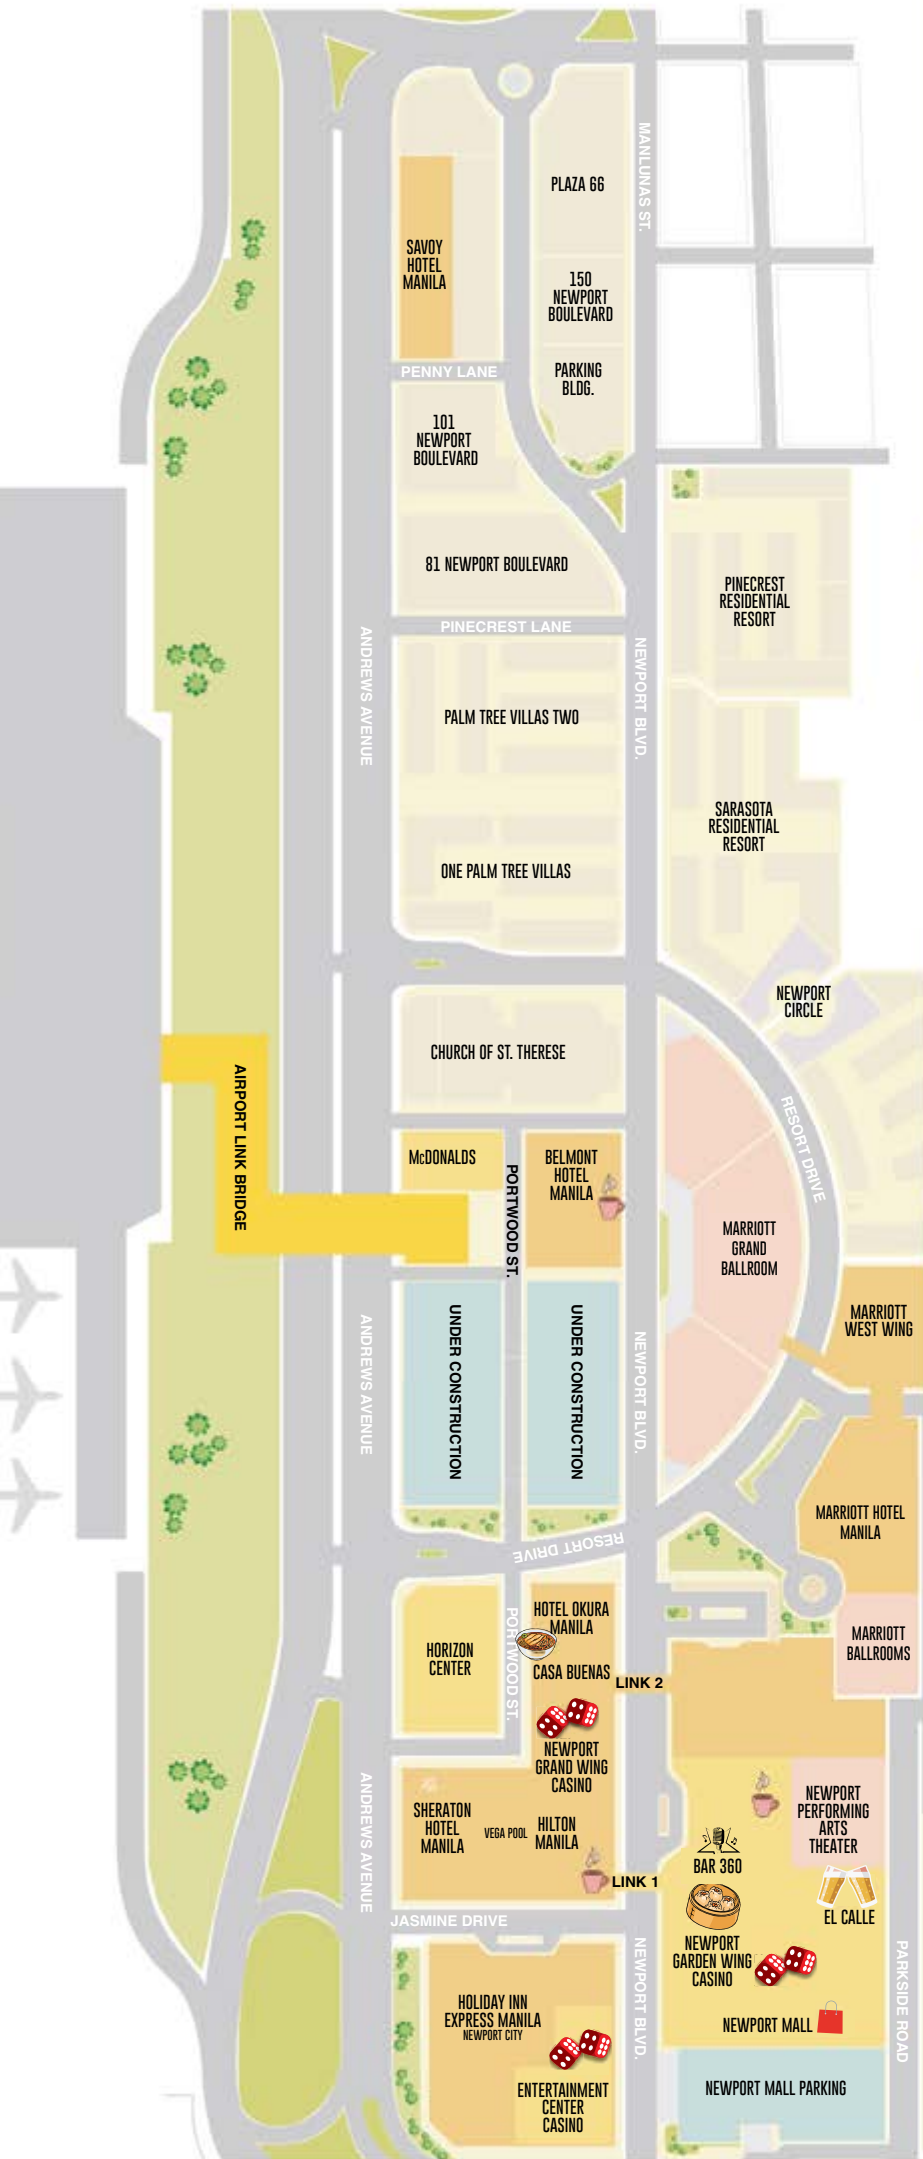 MANLUNAS ST.
PLAZA 66
SAVOY
HOTEL
MANILA
150
NEWPORT
BOULEVARD
PENNY LANE
PARKING
BLDG.
101
NEWPORT
BOULEVARD
81 NEWPORT BOULEVARD
PINECREST
RESIDENTIAL
RESORT
PINECREST LANE
ANDREWS AVENUE
NEWPORT BLVD.
PALM TREE VILLAS TWO
SARASOTA
RESIDENTIAL
RESORT
ONE PALM TREE VILLAS
NEWPORT
CIRCLE
CHURCH OF ST. THERESE
RESORT DRIVE
AIRPORT LINK BRIDGE
McDONALDS
PORTWOOD ST.
BELMONT
HOTEL
MANILA
MARRIOTT
GRAND
BALLROOM
MARRIOTT
WEST WING
ANDREWS AVENUE
UNDER CONSTRUCTION
UNDER CONSTRUCTION
NEWPORT BLVD.
MARRIOTT HOTEL
MANILA
RESORT DRIVE
HORIZON
CENTER
PORTWOOD ST.
HOTEL OKURA
MANILA
CASA BUENAS
LINK 2
MARRIOTT
BALLROOMS
NEWPORT
GRAND WING
CASINO
ANDREWS AVENUE
SHERATON
HOTEL
MANILA
VEGA POOL
HILTON
MANILA
LINK 1
NEWPORT
PERFORMING
ARTS
THEATER
BAR 360
EL CALLE
JASMINE DRIVE
NEWPORT
GARDEN WING
CASINO
NEWPORT BLVD.
PARKSIDE ROAD
HOLIDAY INN
EXPRESS MANILA
NEWPORT CITY
NEWPORT MALL
ENTERTAINMENT
CENTER
CASINO
NEWPORT MALL PARKING